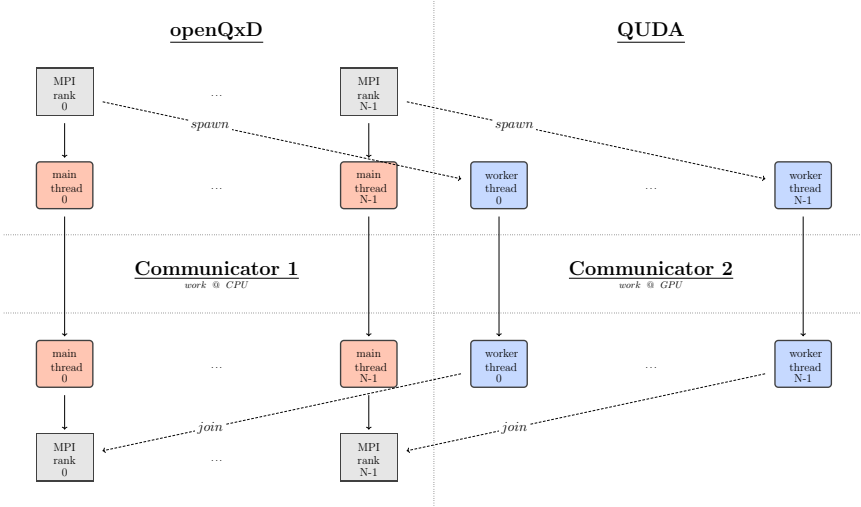 openQxD
QUDA
MPI
rank
0
...
MPI
rank
N-1
spawn
spawn
main
thread
0
...
main
thread
N-1
worker
thread
0
...
worker
thread
N-1
Communicator 1
work @ CPU
Communicator 2
work @ GPU
main
thread
0
...
main
thread
N-1
worker
thread
0
...
worker
thread
N-1
join
join
MPI
rank
0
...
MPI
rank
N-1